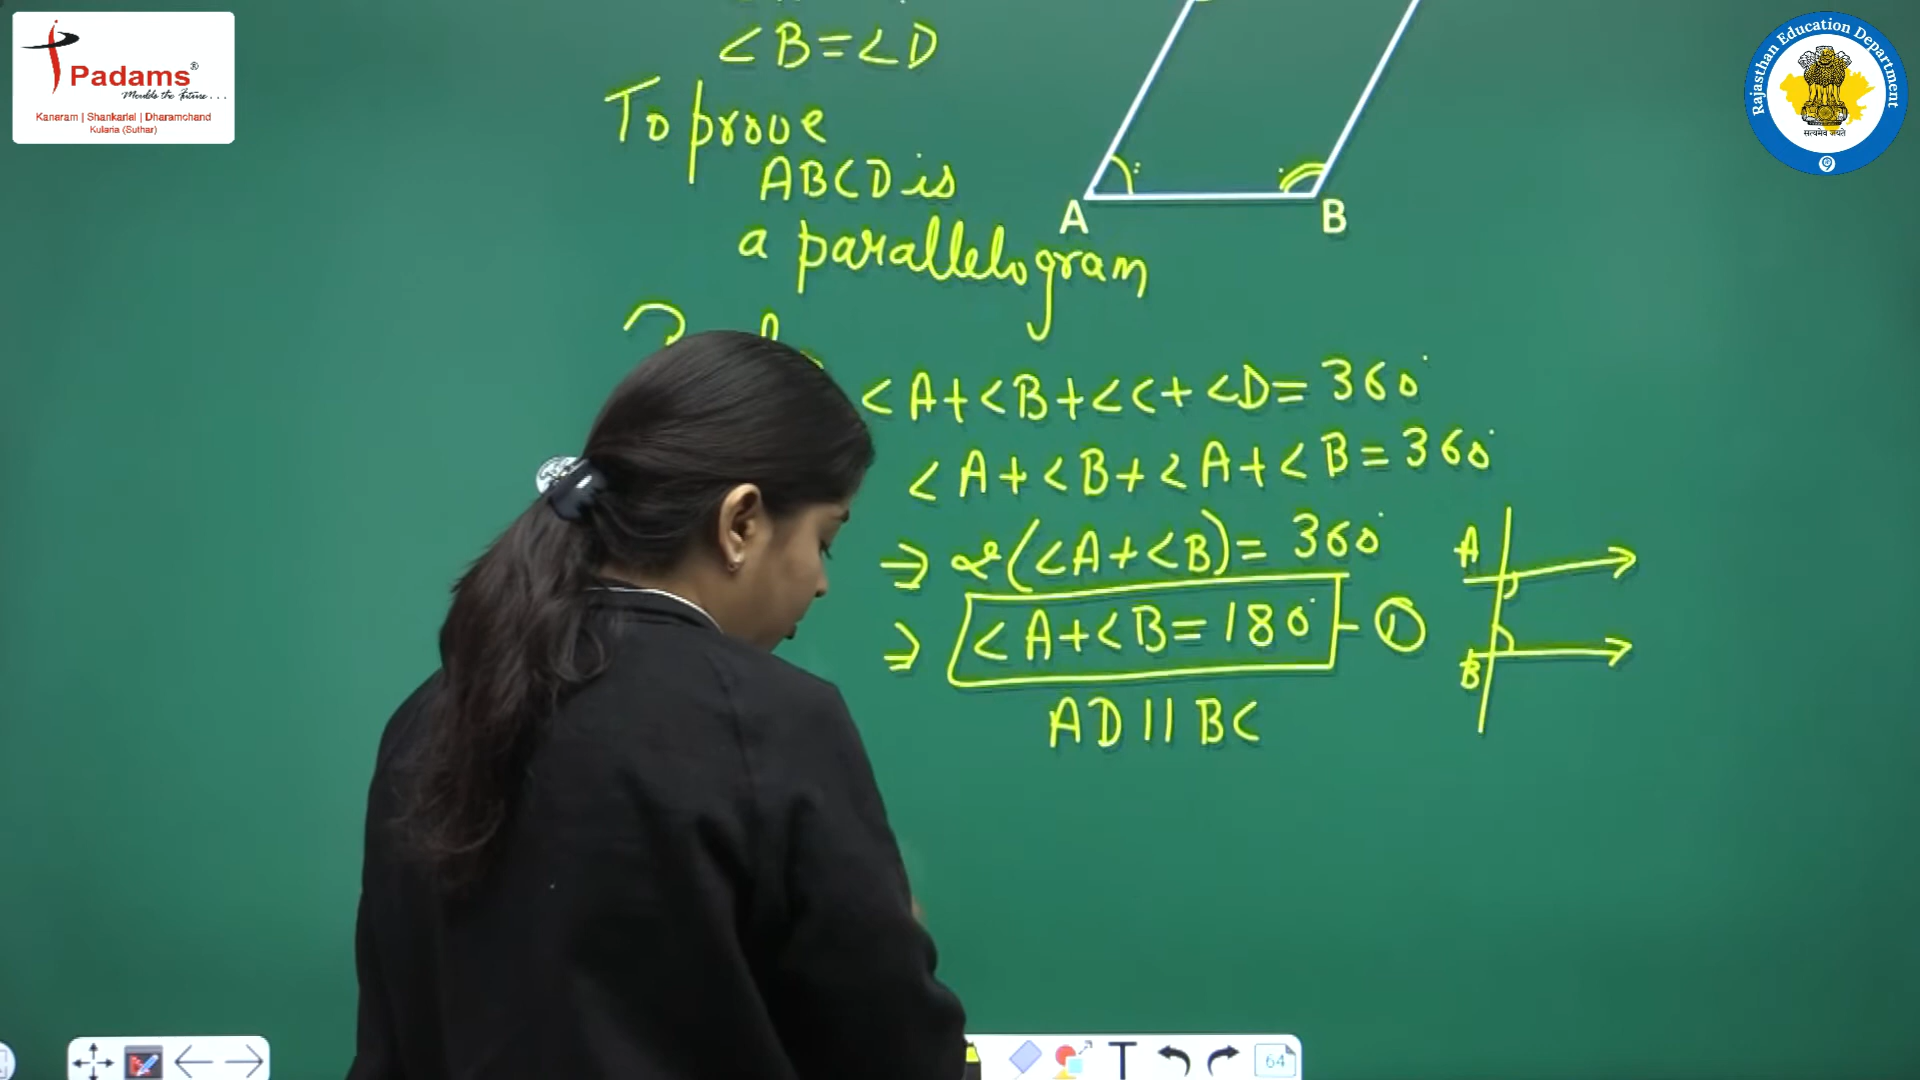 Padams®
Moulds the Future...
Kanaram | Shankarlal | Dharamchand
Kularia (Suthar)
Rajasthan Education Department
सत्यमेव जयते
<B=<D
To prove
ABCD is
a parallelogram
A
B
<A+<B+<C+<D=360°
<A+<B+<A+<B=360°
⇒ 2(<A+<B)=360°
⇒ <A+<B=180° - ①
AD || BC
A
B
T
64